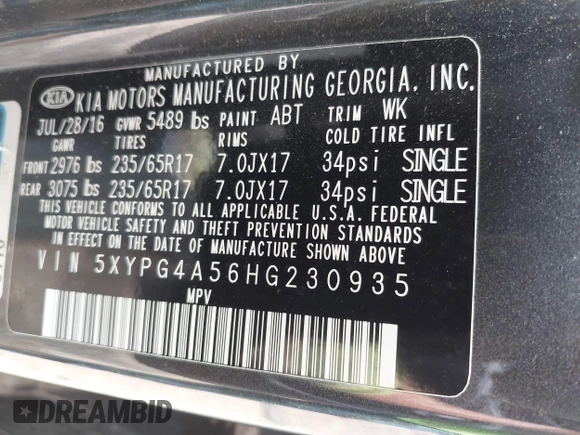 MANUFACTURED BY
KIA KIA MOTORS MANUFACTURING GEORGIA, INC.
JUL/28/16 GVWR 5489 lbs PAINT ABT TRIM WK
GAWR TIRES RIMS COLD TIRE INFL
FRONT 2976 lbs 235/65R17 7.0JX17 34psi SINGLE
REAR 3075 lbs 235/65R17 7.0JX17 34psi SINGLE
THIS VEHICLE CONFORMS TO ALL APPLICABLE U.S.A. FEDERAL
MOTOR VEHICLE SAFETY AND THEFT PREVENTION STANDARDS
IN EFFECT ON THE DATE OF MANUFACTURE SHOWN ABOVE
VIN 5XYPG4A56HG230935
MPV
DREAMBID